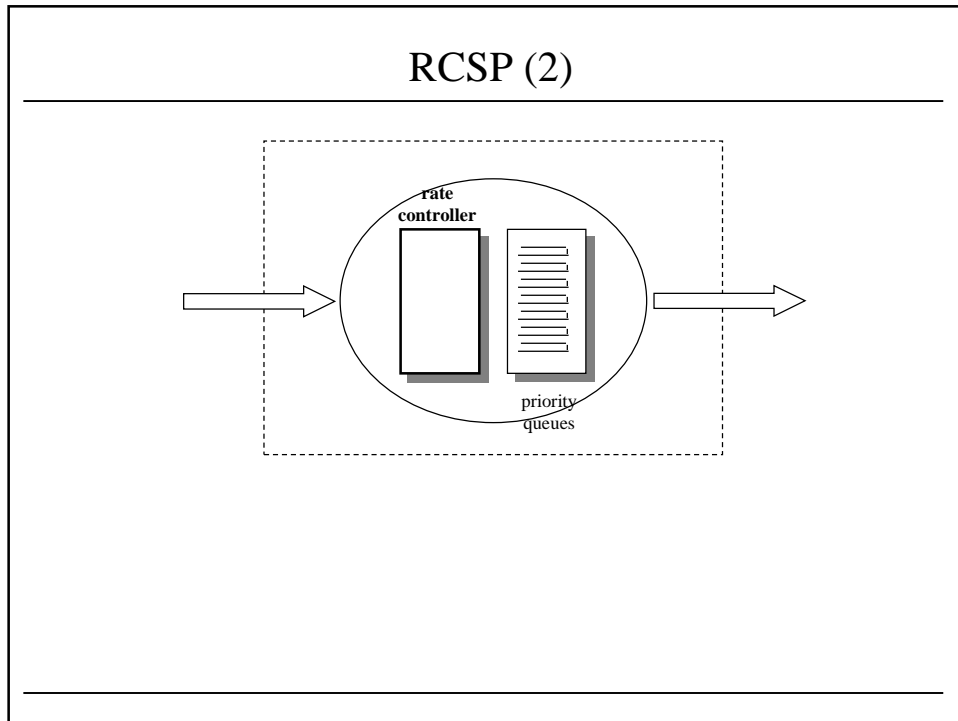 RCSP (2)
rate
controller
priority
queues